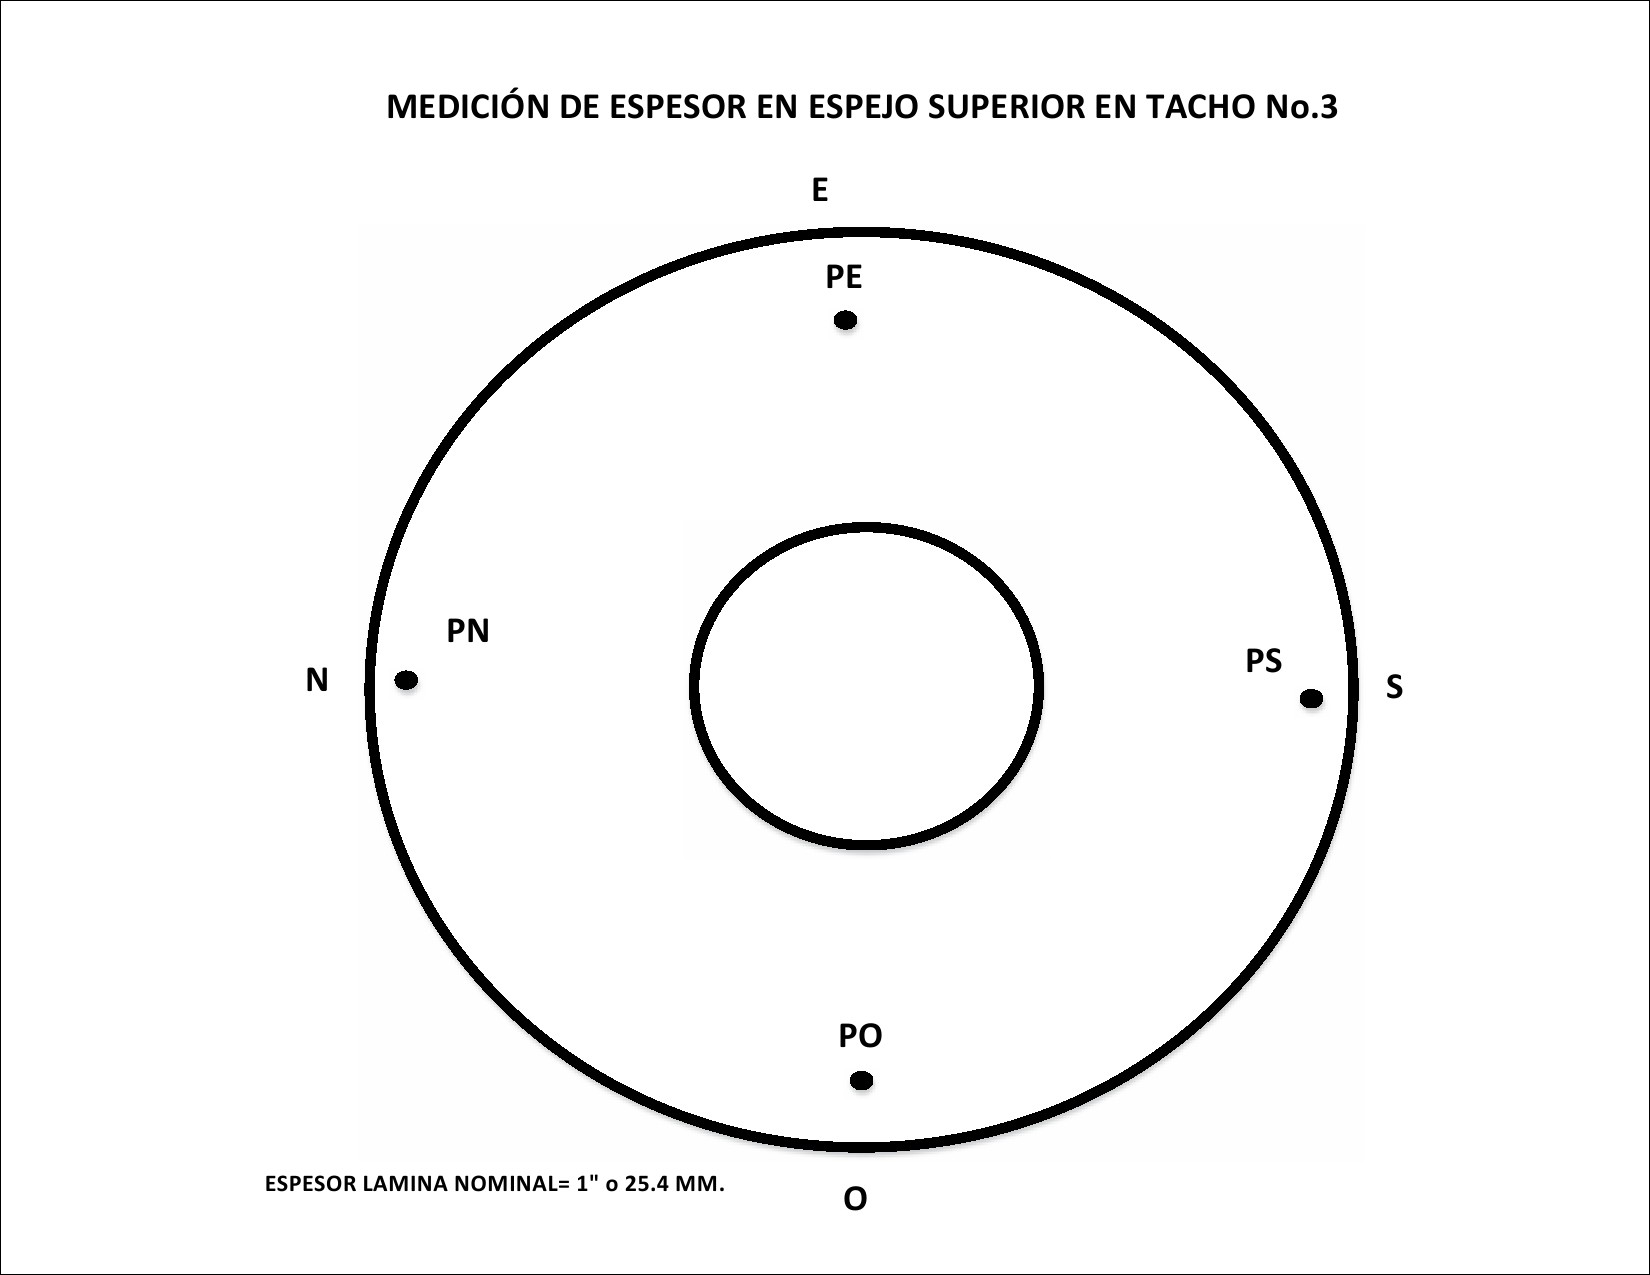 MEDICIÓN DE ESPESOR EN ESPEJO SUPERIOR EN TACHO No.3
E
PE
PN
N
PS
S
PO
ESPESOR LAMINA NOMINAL= 1" o 25.4 MM.
O